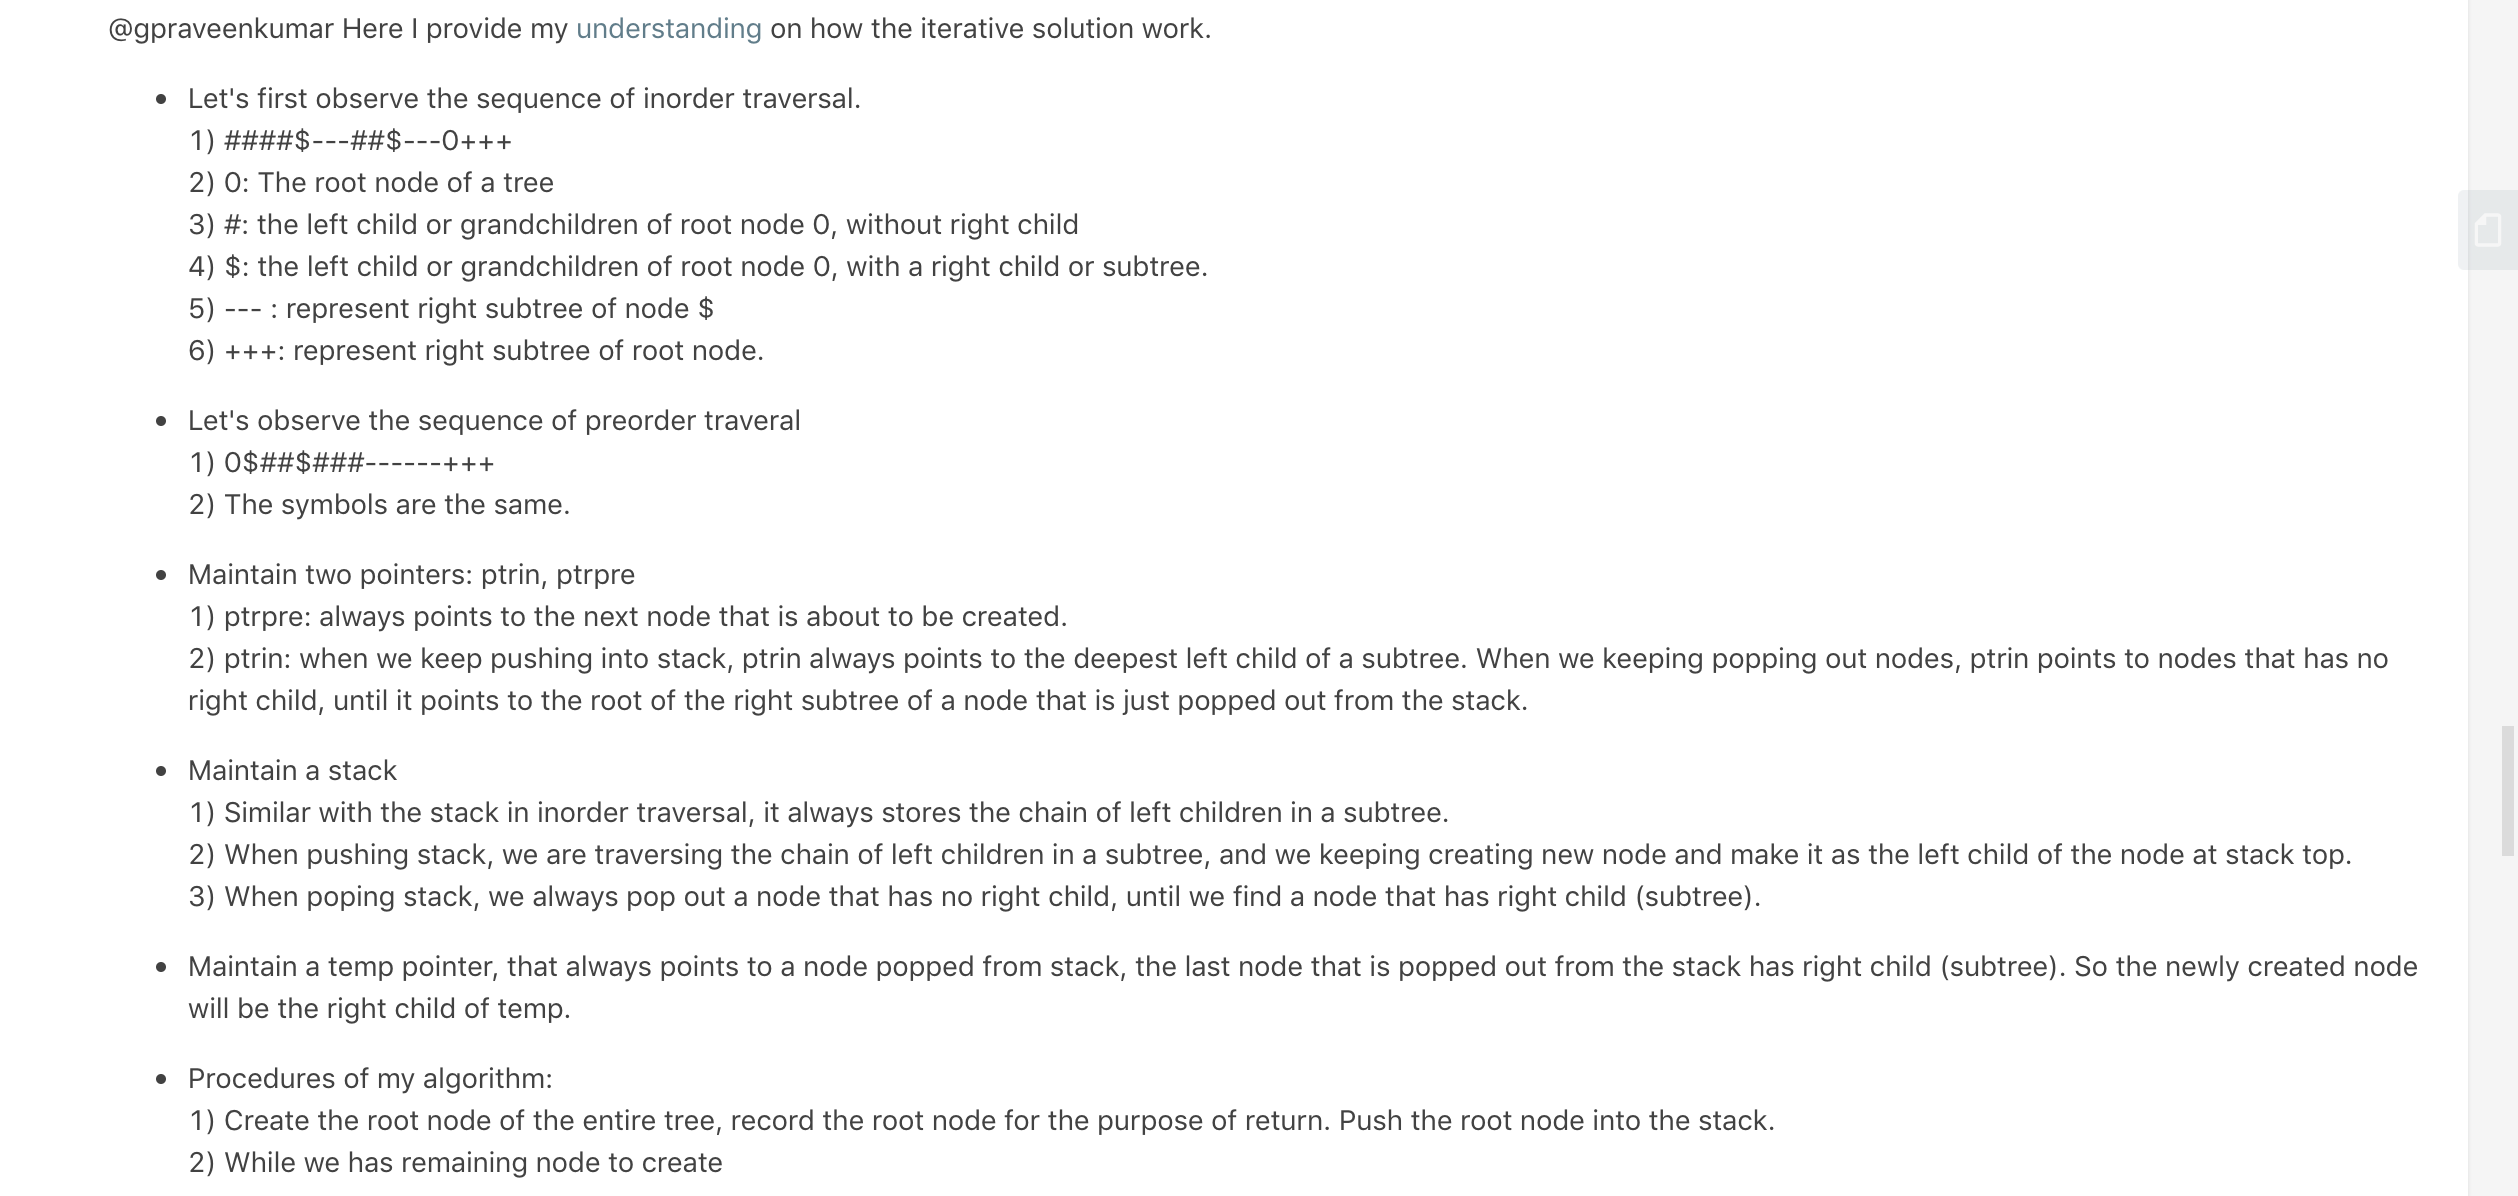 @gpraveenkumar Here I provide my understanding on how the iterative solution work.
• Let's first observe the sequence of inorder traversal.
1) ####$---##$---0+++
2) 0: The root node of a tree
3) #: the left child or grandchildren of root node 0, without right child
4) $: the left child or grandchildren of root node 0, with a right child or subtree.
5) --- : represent right subtree of node $
6) +++: represent right subtree of root node.
• Let's observe the sequence of preorder traveral
1) 0$##$###------+++
2) The symbols are the same.
• Maintain two pointers: ptrin, ptrpre
1) ptrpre: always points to the next node that is about to be created.
2) ptrin: when we keep pushing into stack, ptrin always points to the deepest left child of a subtree. When we keeping popping out nodes, ptrin points to nodes that has no
right child, until it points to the root of the right subtree of a node that is just popped out from the stack.
• Maintain a stack
1) Similar with the stack in inorder traversal, it always stores the chain of left children in a subtree.
2) When pushing stack, we are traversing the chain of left children in a subtree, and we keeping creating new node and make it as the left child of the node at stack top.
3) When poping stack, we always pop out a node that has no right child, until we find a node that has right child (subtree).
• Maintain a temp pointer, that always points to a node popped from stack, the last node that is popped out from the stack has right child (subtree). So the newly created node
will be the right child of temp.
• Procedures of my algorithm:
1) Create the root node of the entire tree, record the root node for the purpose of return. Push the root node into the stack.
2) While we has remaining node to create